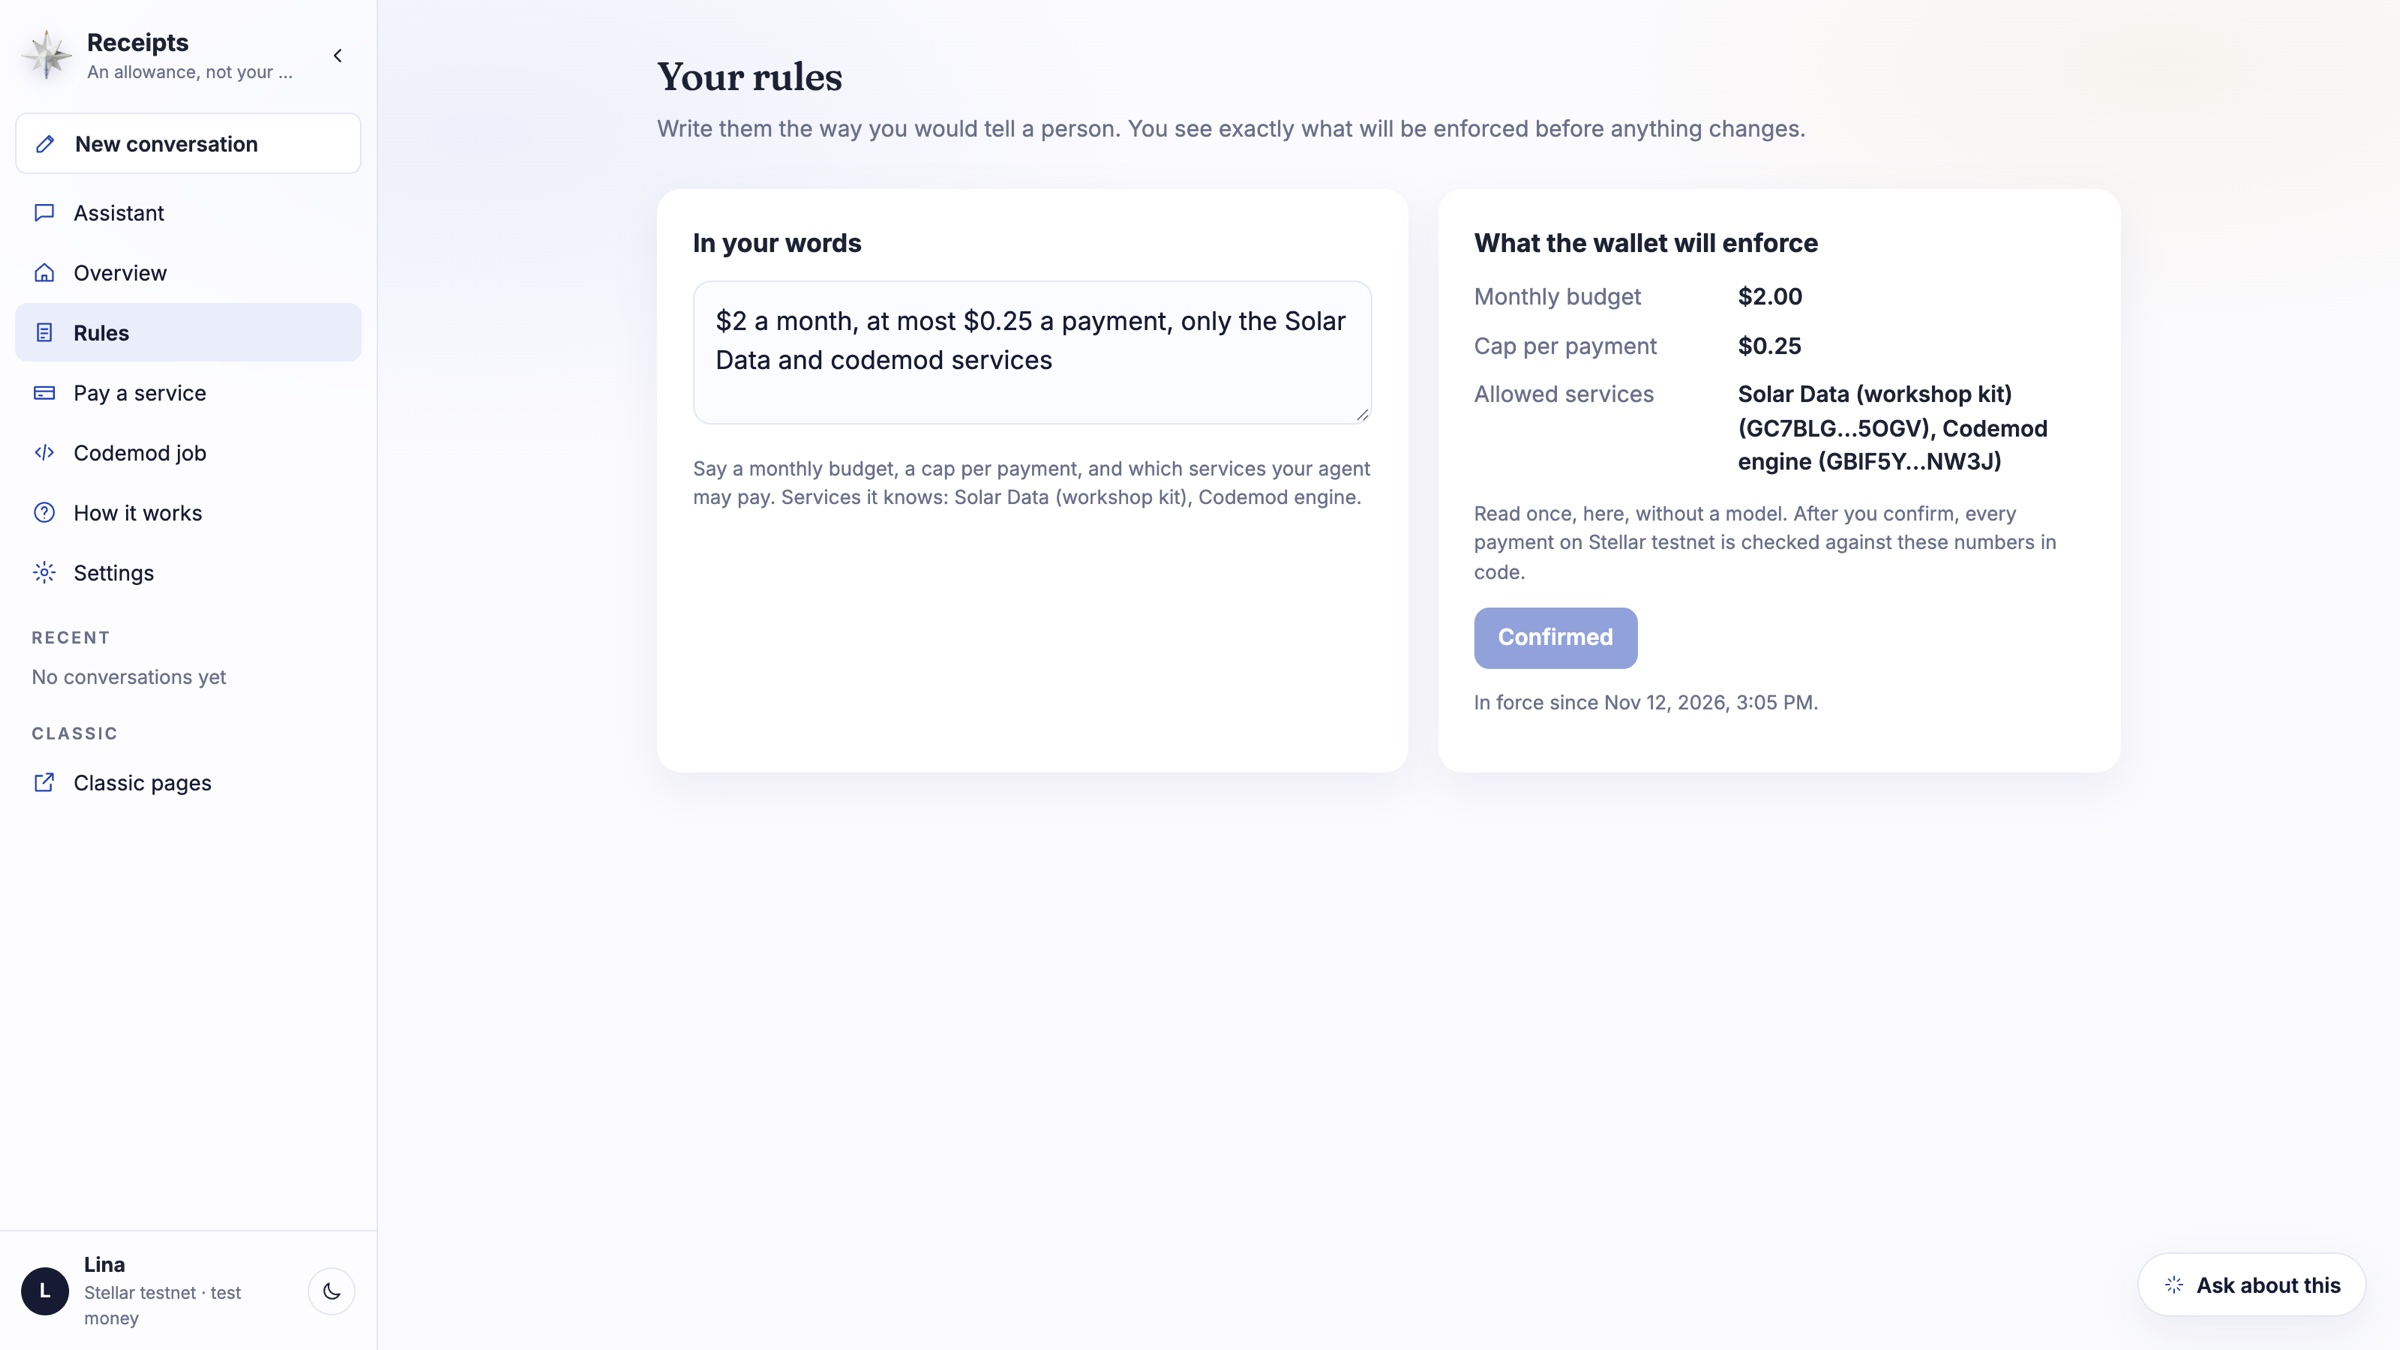 Receipts
An allowance, not your ...
New conversation
Assistant
Overview
Rules
Pay a service
Codemod job
How it works
Settings
RECENT
No conversations yet
CLASSIC
Classic pages
L
Lina
Stellar testnet · test
money
Your rules
Write them the way you would tell a person. You see exactly what will be enforced before anything changes.
In your words
$2 a month, at most $0.25 a payment, only the Solar
Data and codemod services
Say a monthly budget, a cap per payment, and which services your agent
may pay. Services it knows: Solar Data (workshop kit), Codemod engine.
What the wallet will enforce
Monthly budget $2.00
Cap per payment $0.25
Allowed services Solar Data (workshop kit)
(GC7BLG...5OGV), Codemod
engine (GBIF5Y...NW3J)
Read once, here, without a model. After you confirm, every
payment on Stellar testnet is checked against these numbers in
code.
Confirmed
In force since Nov 12, 2026, 3:05 PM.
Ask about this